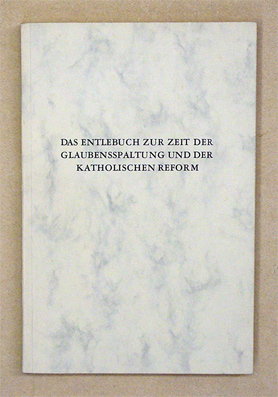 DAS ENTLEBUCH ZUR ZEIT DER
GLAUBENSSPALTUNG UND DER
KATHOLISCHEN REFORM